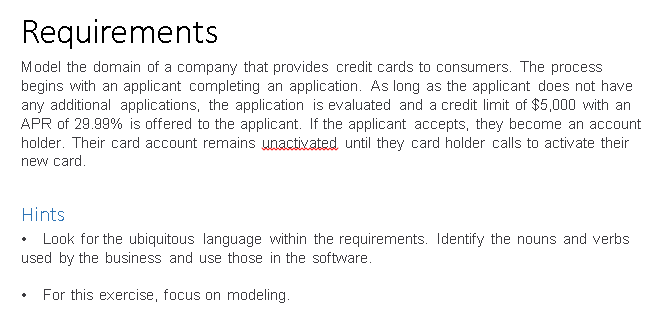 Requirements
Model the domain of a company that provides credit cards to consumers. The process
begins with an applicant completing an application. As long as the applicant does not have
any additional applications, the application is evaluated and a credit limit of $5,000 with an
APR of 29.99% is offered to the applicant. If the applicant accepts, they become an account
holder. Their card account remains unactivated until they card holder calls to activate their
new card.
Hints
• Look for the ubiquitous language within the requirements. Identify the nouns and verbs
used by the business and use those in the software.
• For this exercise, focus on modeling.